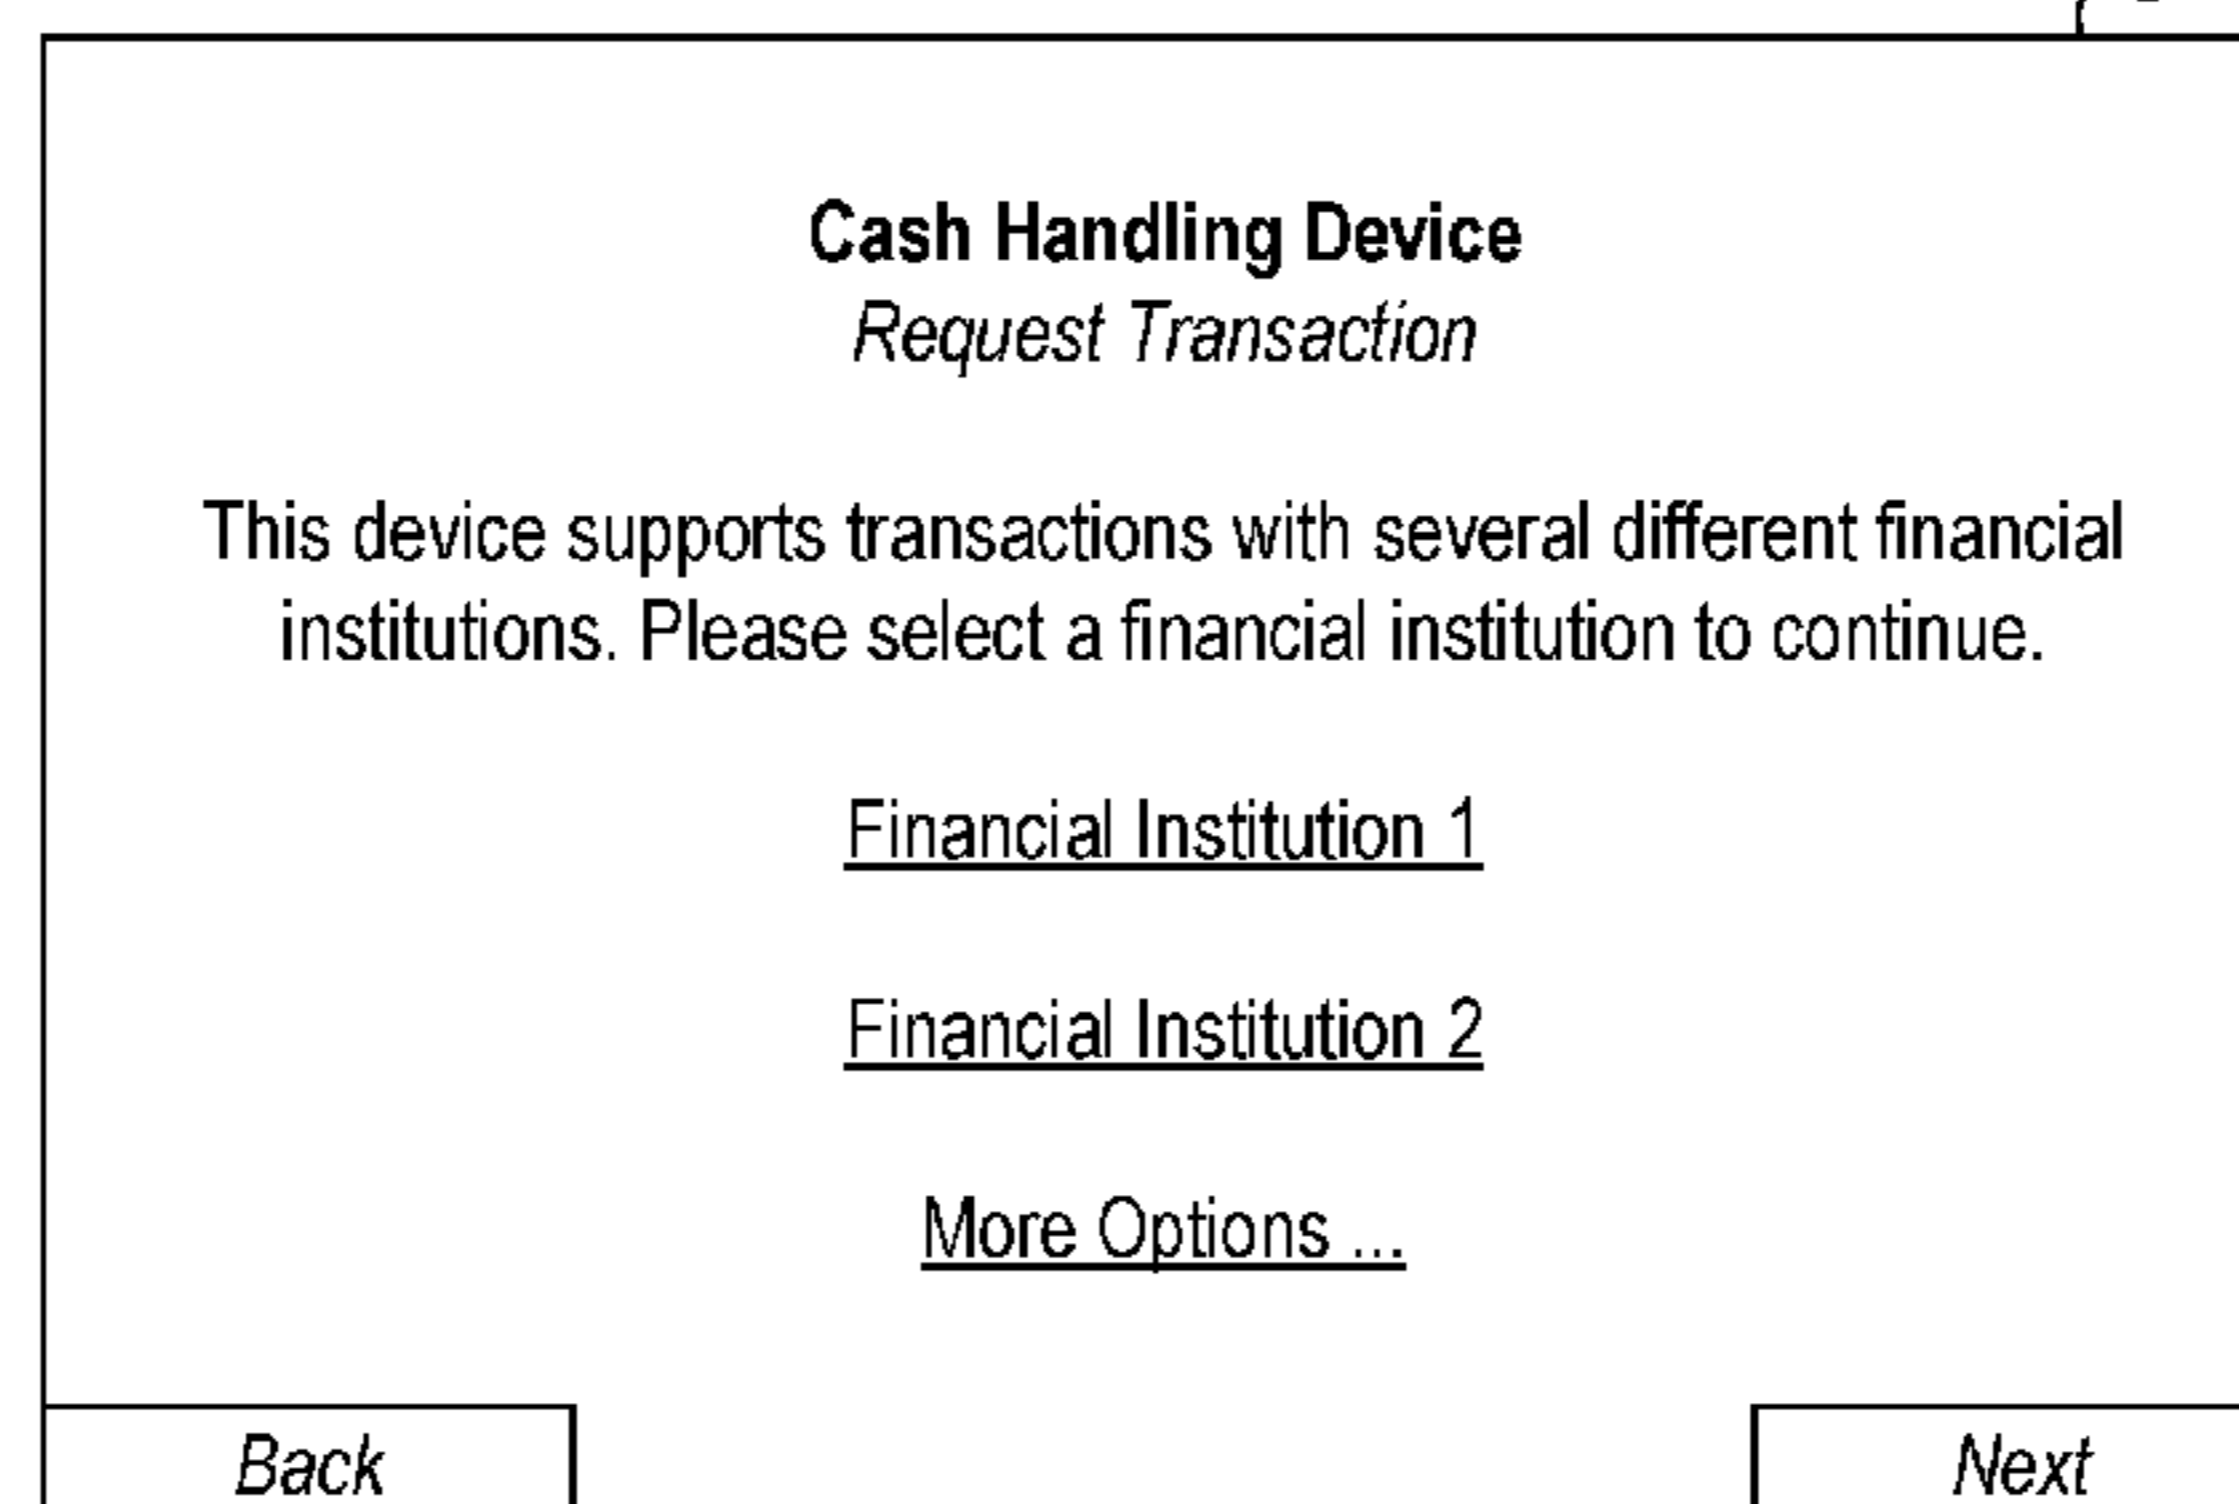 Cash Handling Device
Request Transaction
This device supports transactions with several different financial
institutions. Please select a financial institution to continue.
Financial Institution 1
Financial Institution 2
More Options ...
Back
Next